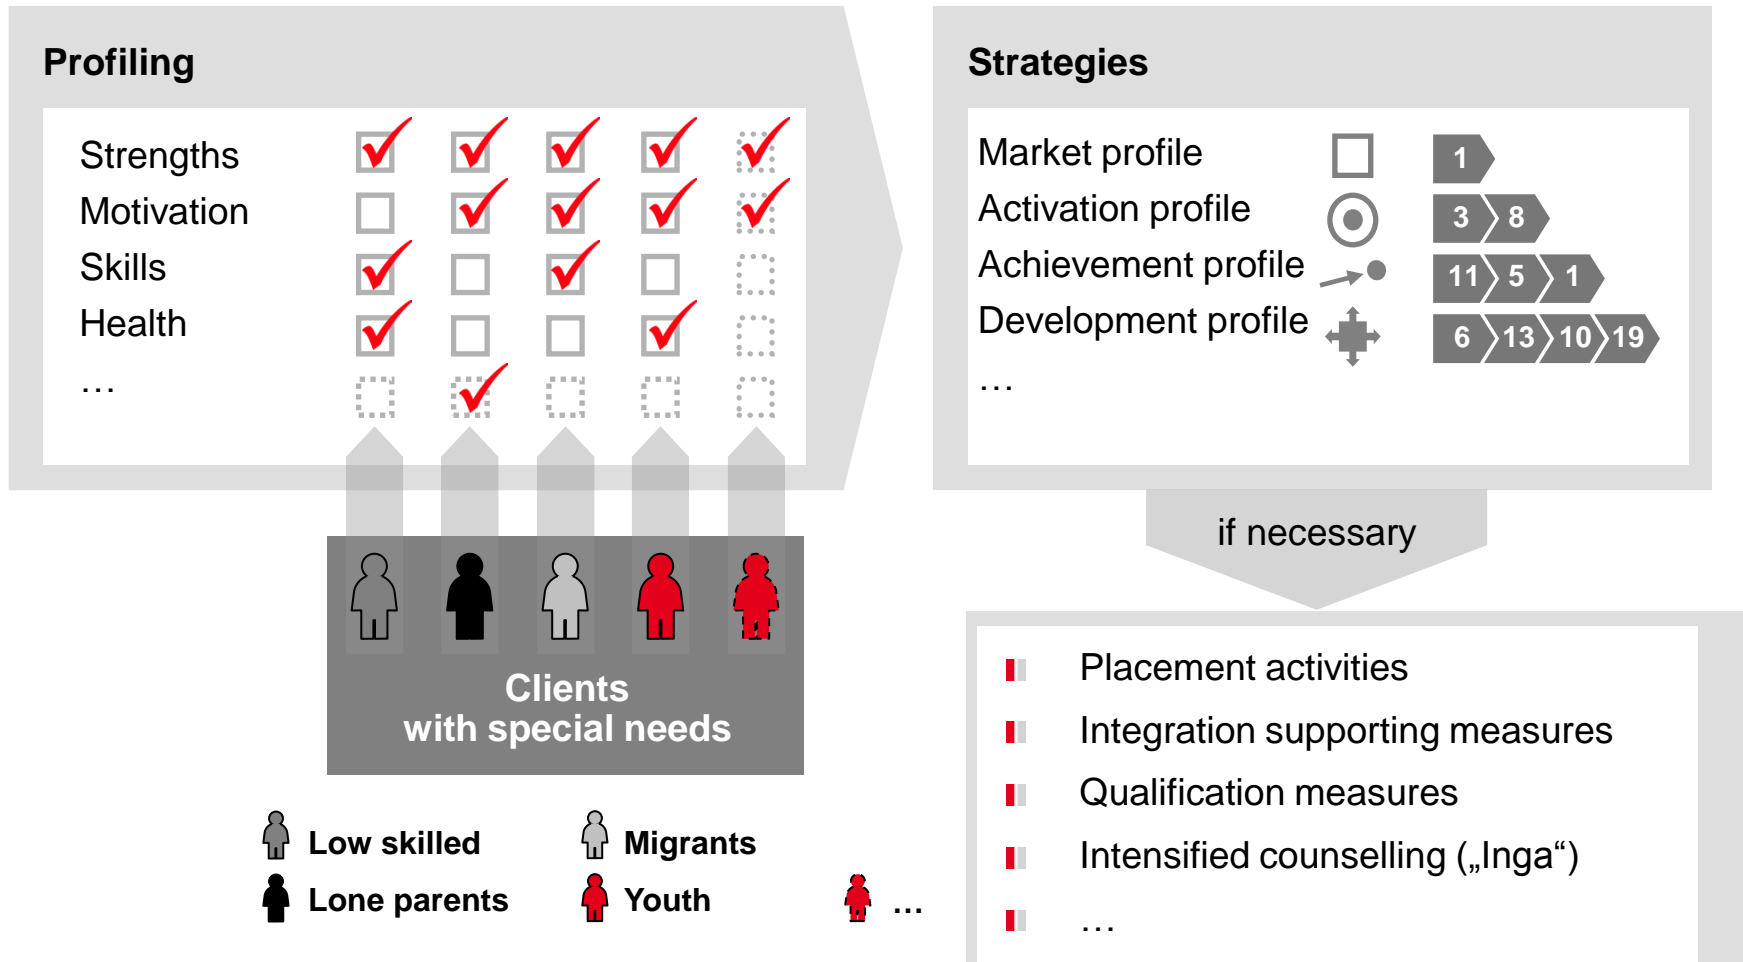 Profiling
Strengths
Motivation
Skills
Health
…
Clients
with special needs
Low skilled
Migrants
Lone parents
Youth
...
Strategies
Market profile
1
Activation profile
3 8
Achievement profile
11 5 1
Development profile
6 13 10 19
…
if necessary
Placement activities
Integration supporting measures
Qualification measures
Intensified counselling („Inga“)
…